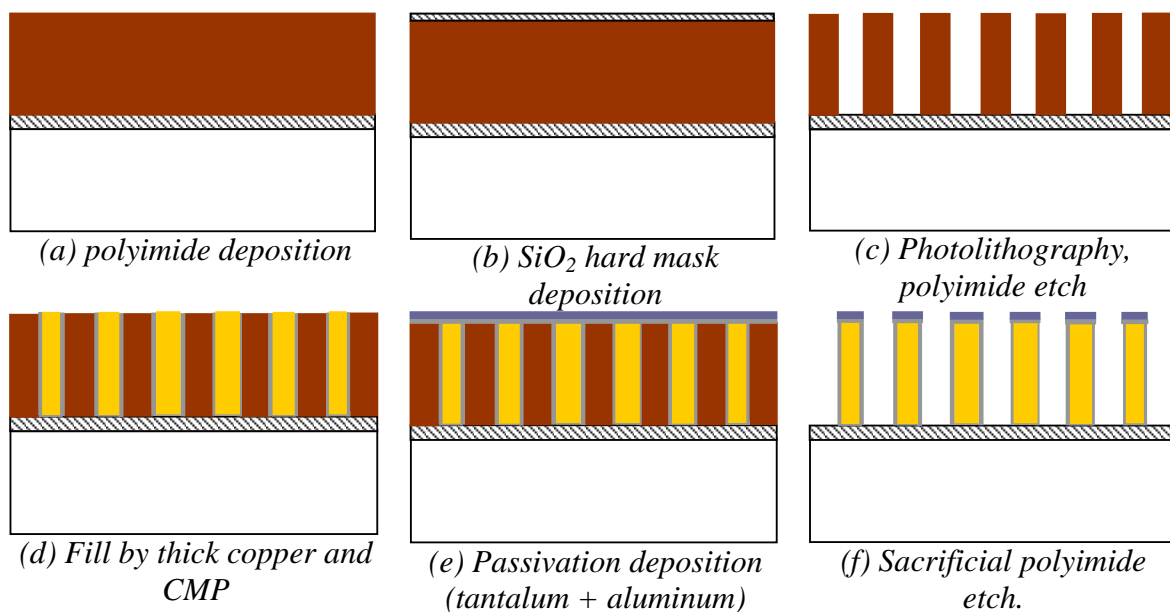 (a) polyimide deposition
(b) SiO₂ hard mask
deposition
(c) Photolithography,
polyimide etch
(d) Fill by thick copper and
CMP
(e) Passivation deposition
(tantalum + aluminum)
(f) Sacrificial polyimide
etch.